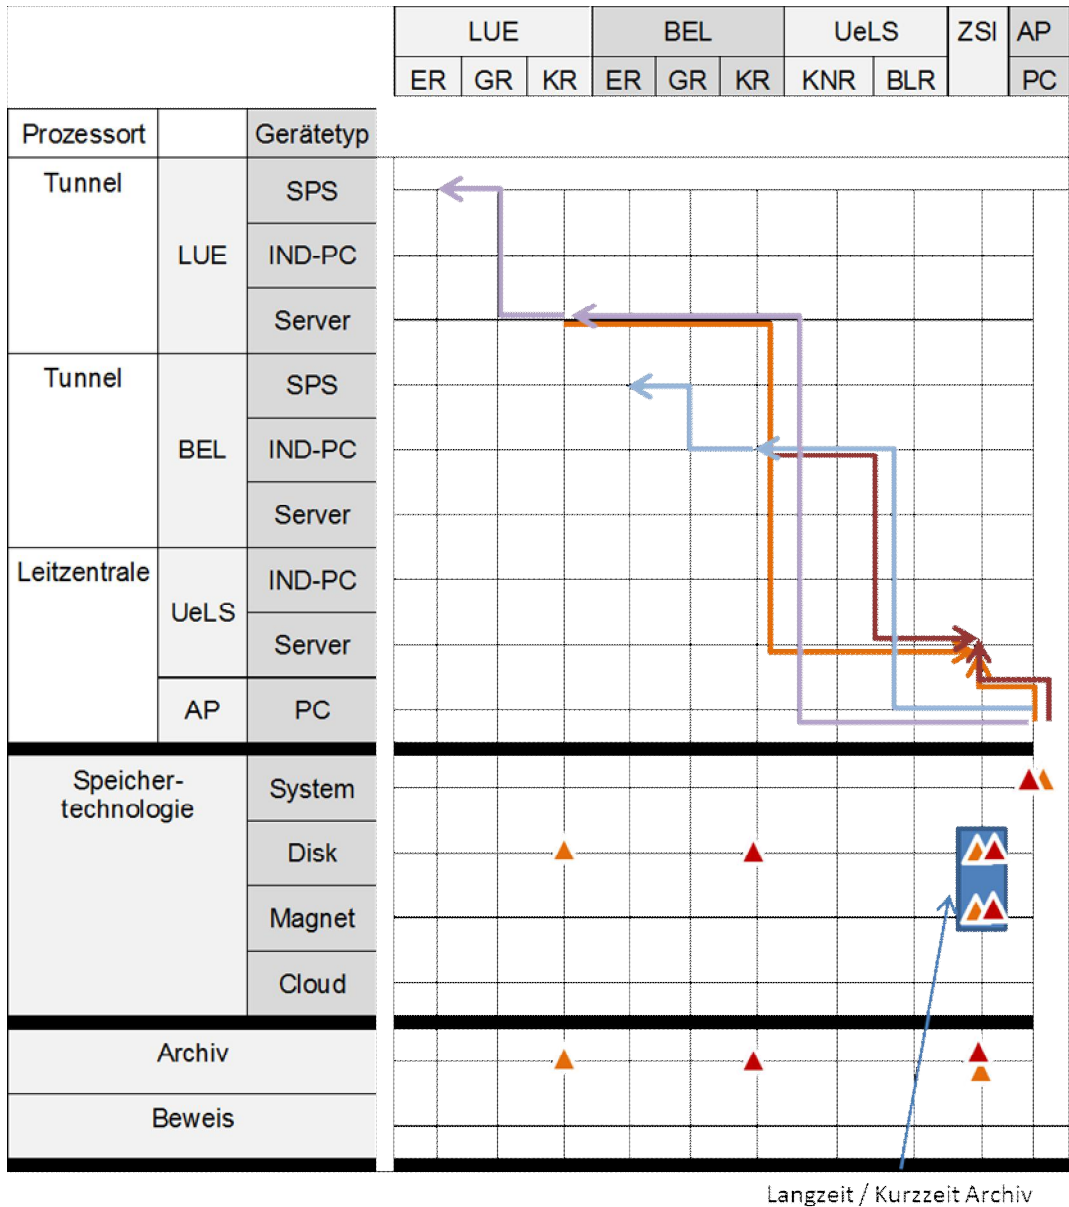 LUE BEL UeLS ZSI AP
ER GR KR ER GR KR KNR BLR PC
Prozessort Gerätetyp
Tunnel SPS
LUE IND-PC
Server
Tunnel SPS
BEL IND-PC
Server
Leitzentrale IND-PC
UeLS
Server
AP PC
Speicher-
technologie
System
Disk
Magnet
Cloud
Archiv
Beweis
Langzeit / Kurzzeit Archiv